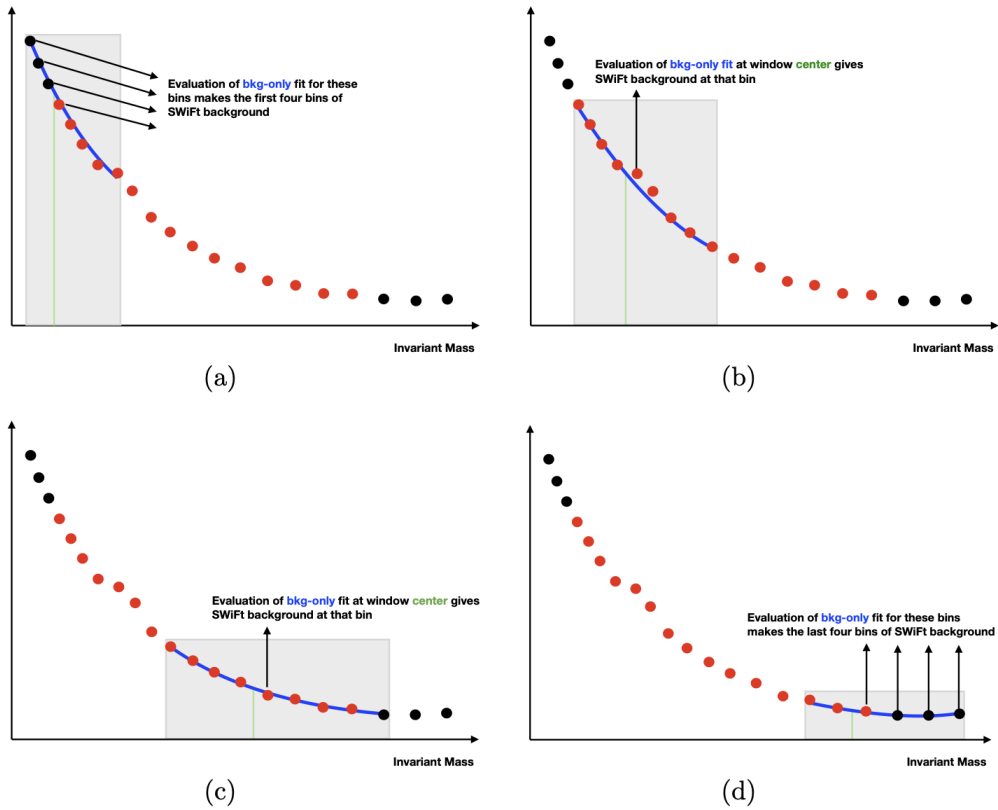 Evaluation of bkg-only fit for these
bins makes the first four bins of
SWiFt background
Invariant Mass
(a)
Evaluation of bkg-only fit at window center gives
SWiFt background at that bin
Invariant Mass
(b)
Evaluation of bkg-only fit at window center gives
SWiFt background at that bin
Invariant Mass
(c)
Evaluation of bkg-only fit for these bins
makes the last four bins of SWiFt background
Invariant Mass
(d)